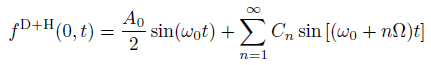 f^{D+H}(0, t) = \frac{A_0}{2} \sin(\omega_0 t) + \sum_{n=1}^{\infty} C_n \sin [(\omega_0 + n\Omega)t]